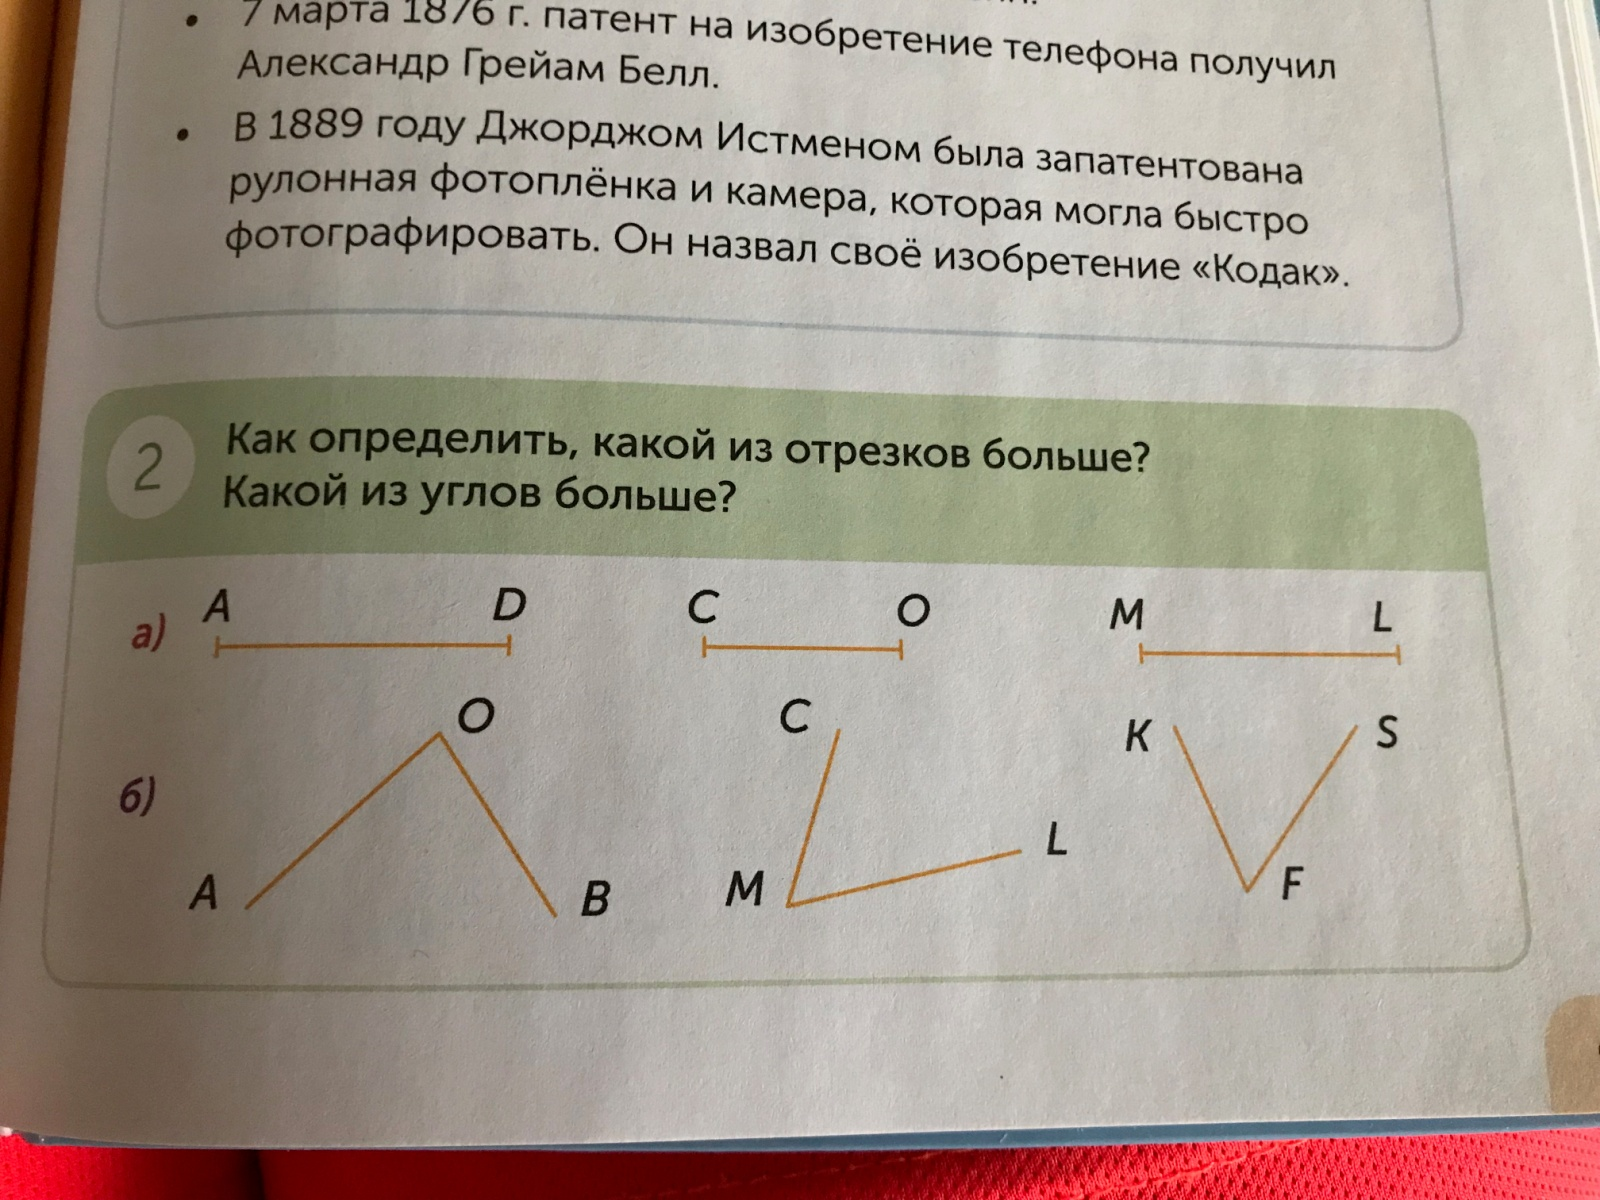 7 марта 1876 г. патент на изобретение телефона получил
Александр Грейам Белл.
В 1889 году Джорджом Истменом была запатентована
рулонная фотоплёнка и камера, которая могла быстро
фотографировать. Он назвал своё изобретение «Кодак».
2
Как определить, какой из отрезков больше?
Какой из углов больше?
а) A D C O M L
б) O C K S
A B M L F